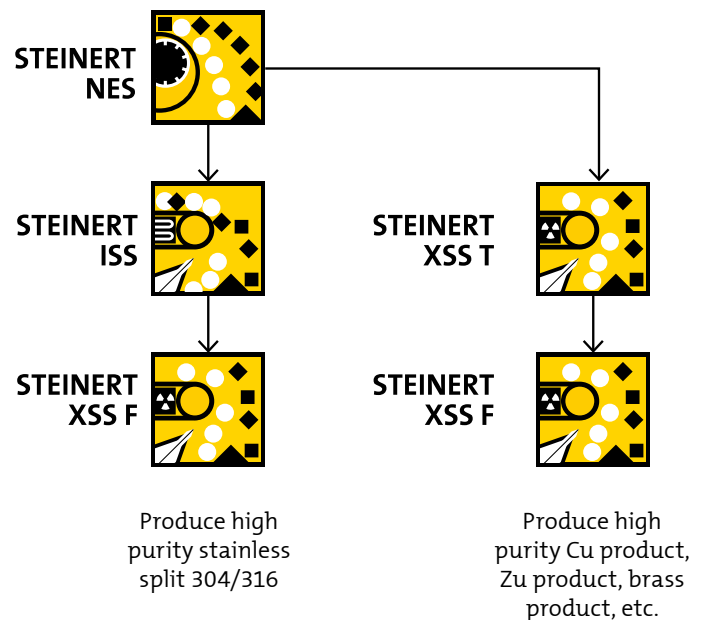 STEINERT
NES
STEINERT
ISS
STEINERT
XSS T
STEINERT
XSS F
STEINERT
XSS F
Produce high
purity stainless
split 304/316
Produce high
purity Cu product,
Zu product, brass
product, etc.